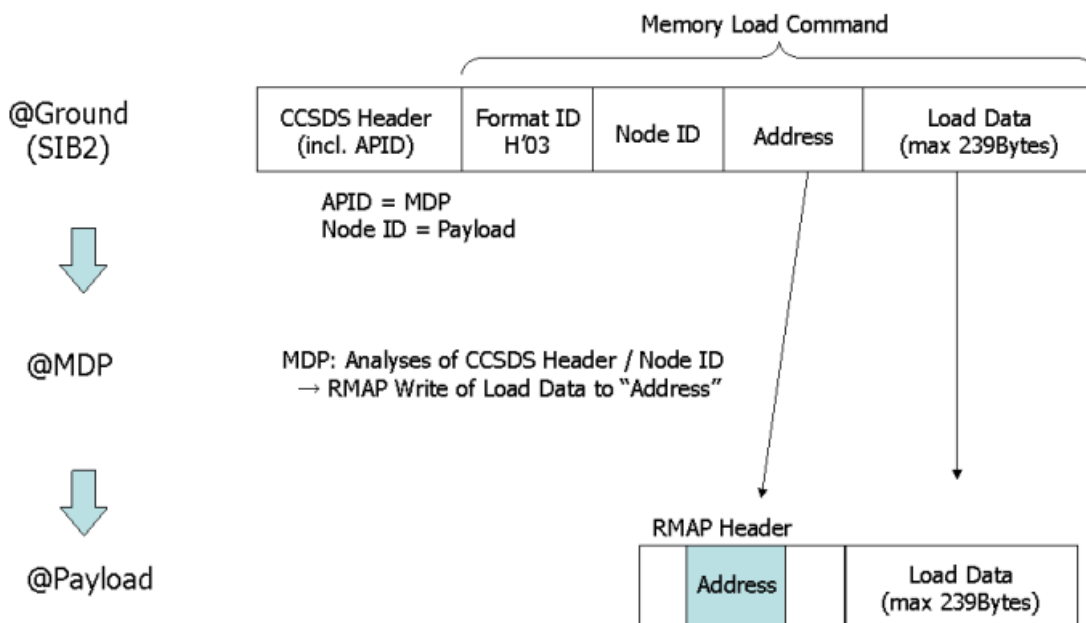 Memory Load Command
@Ground
(SIB2)
CCSDS Header
(incl. APID)
Format ID
H'03
Node ID
Address
Load Data
(max 239Bytes)
APID = MDP
Node ID = Payload
@MDP
MDP: Analyses of CCSDS Header / Node ID
→ RMAP Write of Load Data to “Address”
RMAP Header
@Payload
Address
Load Data
(max 239Bytes)